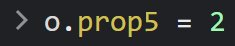 > o.prop5 = 2